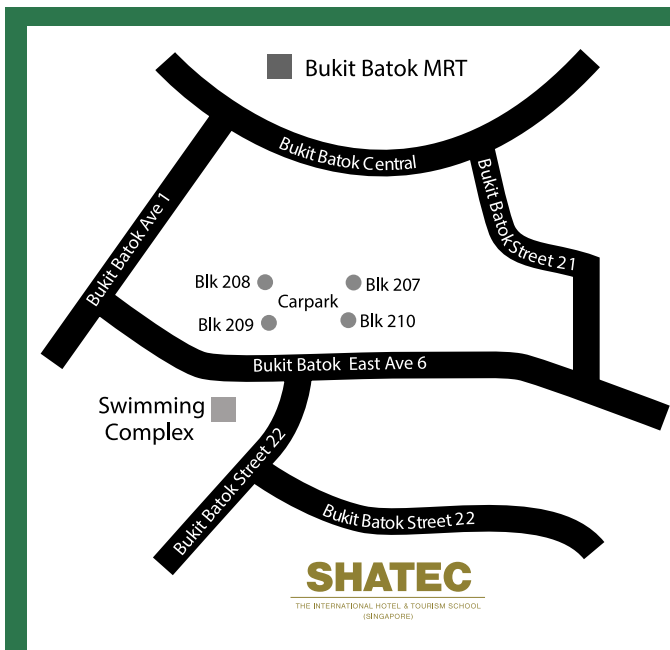 Bukit Batok MRT
Bukit Batok Central
Bukit Batok Ave 1
Bukit Batok Street 21
Blk 208
Blk 207
Carpark
Blk 209
Blk 210
Bukit Batok East Ave 6
Swimming
Complex
Bukit Batok Street 22
Bukit Batok Street 22
SHATEC
THE INTERNATIONAL HOTEL & TOURISM SCHOOL
(SINGAPORE)